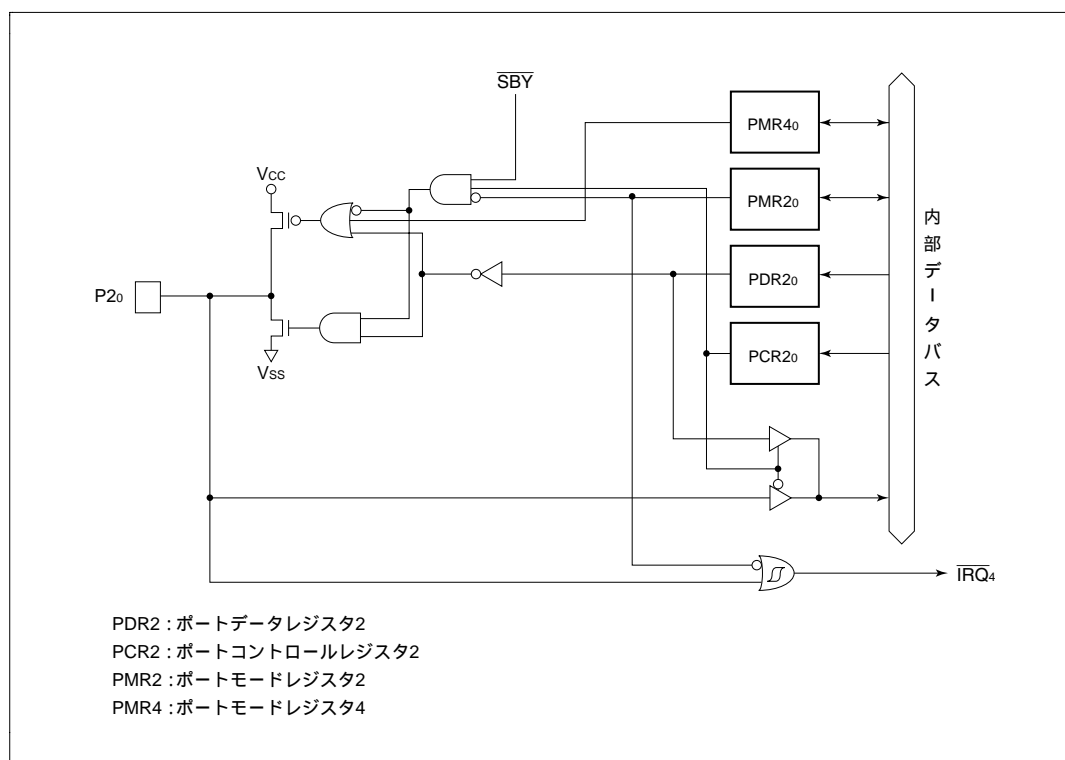 SBY
PMR40
VCC
PMR20
内部データバス
P20
PDR20
PCR20
VSS
IRQ4
PDR2 : ポートデータレジスタ2
PCR2 : ポートコントロールレジスタ2
PMR2 : ポートモードレジスタ2
PMR4 : ポートモードレジスタ4